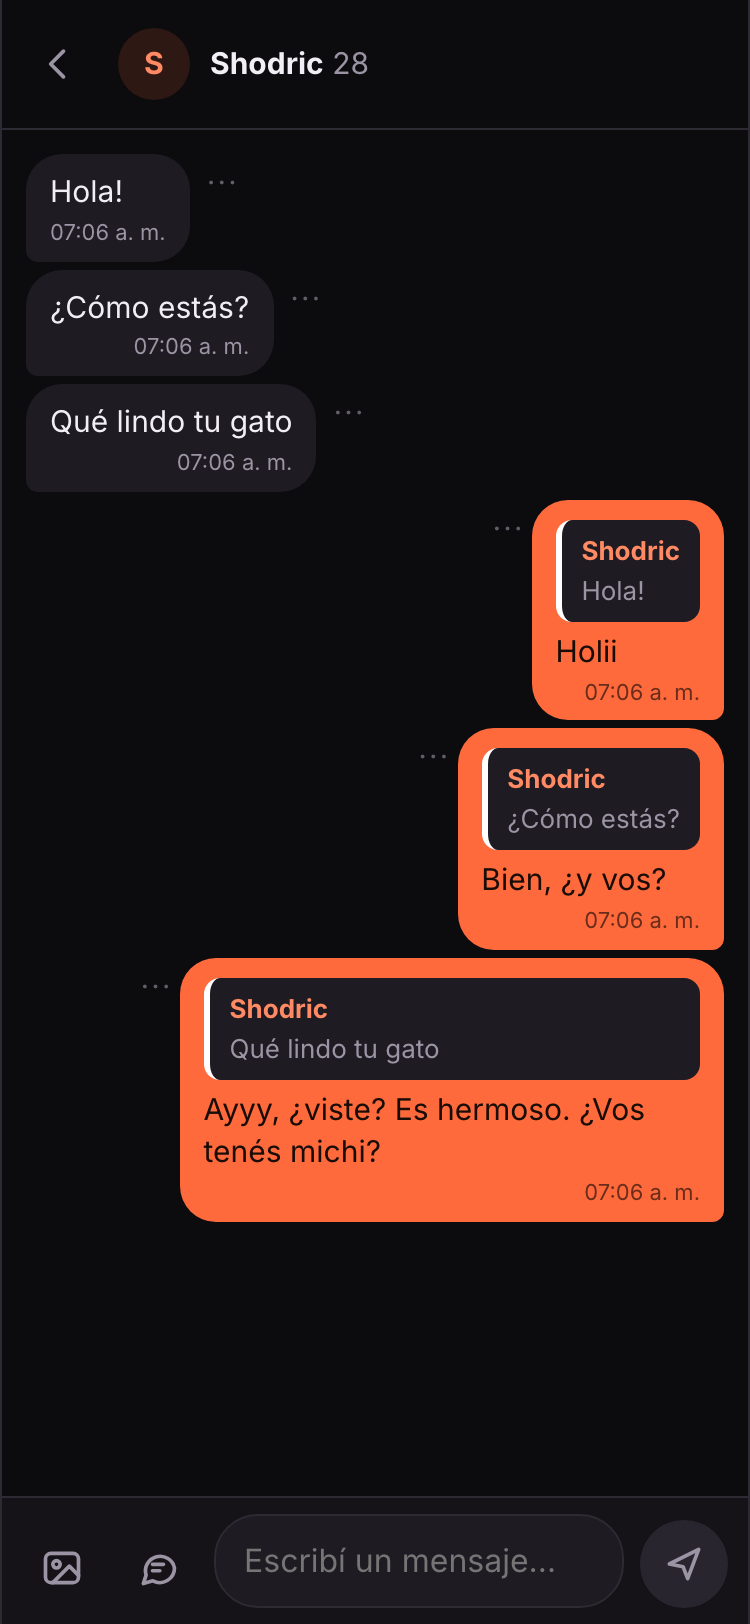 S
Shodric 28
Hola!
07:06 a. m.
¿Cómo estás?
07:06 a. m.
Qué lindo tu gato
07:06 a. m.
Shodric
Hola!
Holii
07:06 a. m.
Shodric
¿Cómo estás?
Bien, ¿y vos?
07:06 a. m.
Shodric
Qué lindo tu gato
Ayyy, ¿viste? Es hermoso. ¿Vos
tenés michi?
07:06 a. m.
Escribí un mensaje...